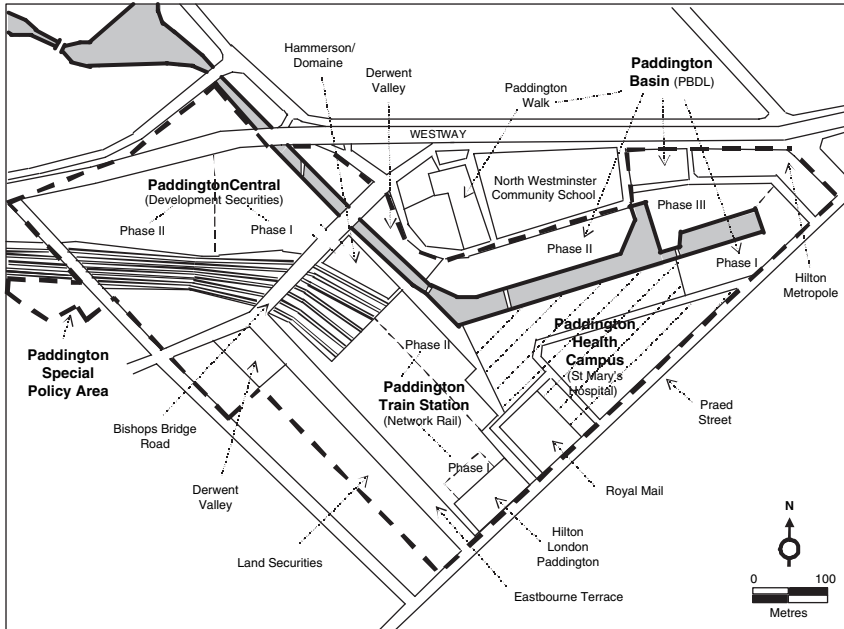 Hammerson/
Domaine
Derwent
Valley
Paddington
Walk
Paddington
Basin (PBDL)
WESTWAY
PaddingtonCentral
(Development Securities)
Phase II
Phase I
North Westminster
Community School
Phase III
Phase II
Phase I
Hilton
Metropole
Paddington
Special
Policy Area
Paddington
Health
Campus
(St Mary's
Hospital)
Phase II
Paddington
Train Station
(Network Rail)
Phase I
Praed
Street
Bishops Bridge
Road
Derwent
Valley
Royal Mail
Land Securities
Hilton
London
Paddington
Eastbourne Terrace
N
0 100
Metres